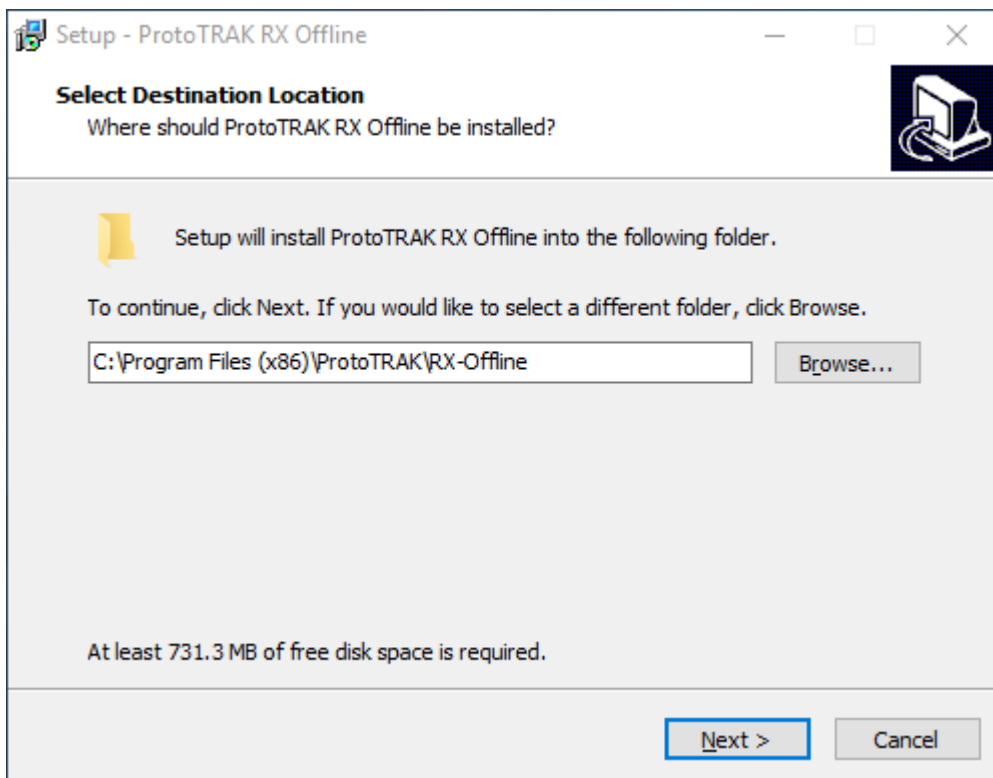 Setup - ProtoTRAK RX Offline
Select Destination Location
Where should ProtoTRAK RX Offline be installed?
Setup will install ProtoTRAK RX Offline into the following folder.
To continue, click Next. If you would like to select a different folder, click Browse.
C:\Program Files (x86)\ProtoTRAK\RX-Offline
Browse...
At least 731.3 MB of free disk space is required.
Next >
Cancel